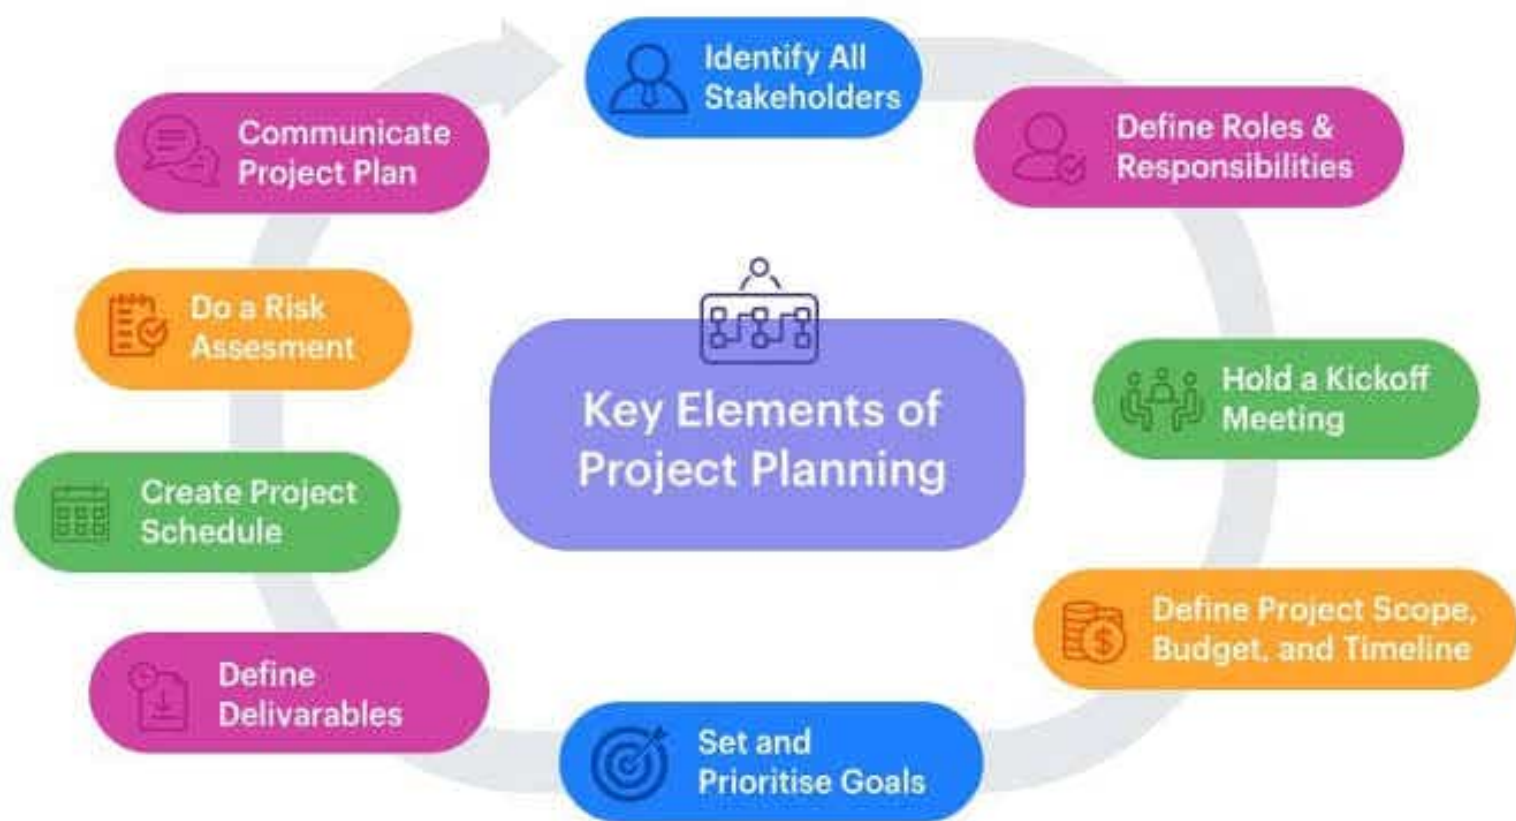 Identify All
Stakeholders
Define Roles &
Responsibilities
Hold a Kickoff
Meeting
Define Project Scope,
Budget, and Timeline
Set and
Prioritise Goals
Define
Delivarables
Create Project
Schedule
Do a Risk
Assesment
Communicate
Project Plan
Key Elements of
Project Planning